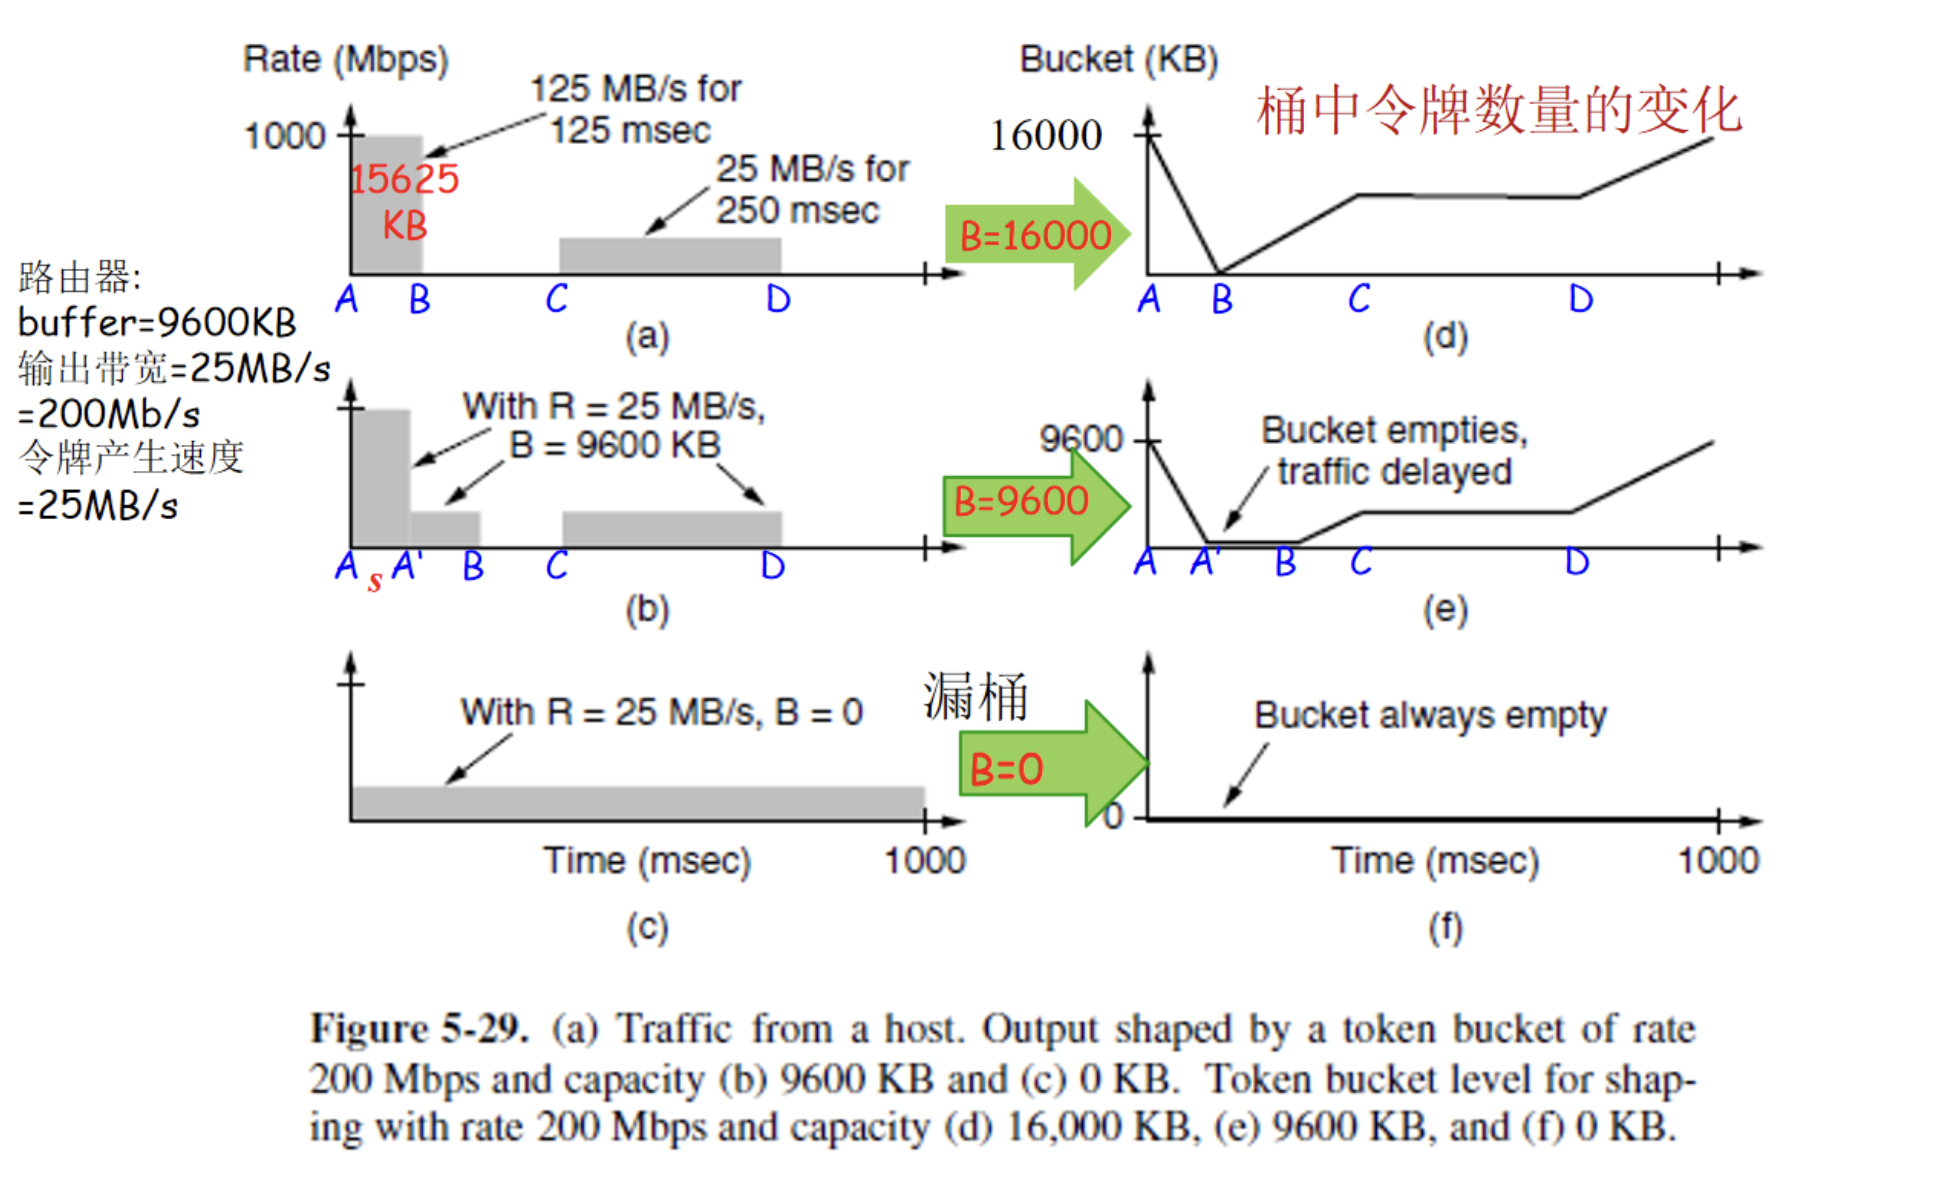 Rate (Mbps)
125 MB/s for
125 msec
1000
15625
KB
25 MB/s for
250 msec
A B C D
(a)
Bucket (KB)
桶中令牌数量的变化
16000
B=16000
A B C D
(d)
路由器:
buffer=9600KB
输出带宽=25MB/s
=200Mb/s
令牌产生速度
=25MB/s
With R = 25 MB/s,
B = 9600 KB
A s A' B C D
(b)
9600
B=9600
Bucket empties,
traffic delayed
A A' B C D
(e)
With R = 25 MB/s, B = 0
Time (msec) 1000
(c)
漏桶
B=0
Bucket always empty
0
Time (msec) 1000
(f)
Figure 5-29. (a) Traffic from a host. Output shaped by a token bucket of rate
200 Mbps and capacity (b) 9600 KB and (c) 0 KB. Token bucket level for shap-
ing with rate 200 Mbps and capacity (d) 16,000 KB, (e) 9600 KB, and (f) 0 KB.